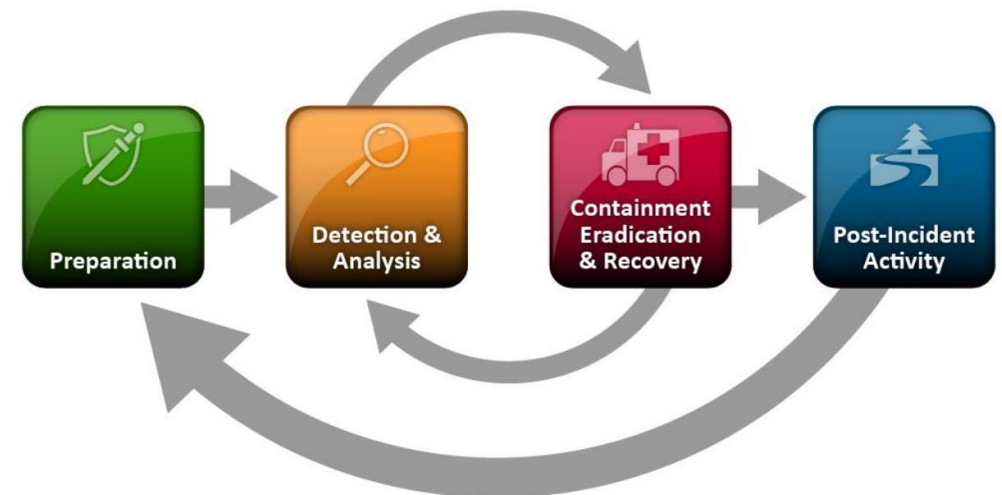 Preparation
Detection &
Analysis
Containment
Eradication
& Recovery
Post-Incident
Activity